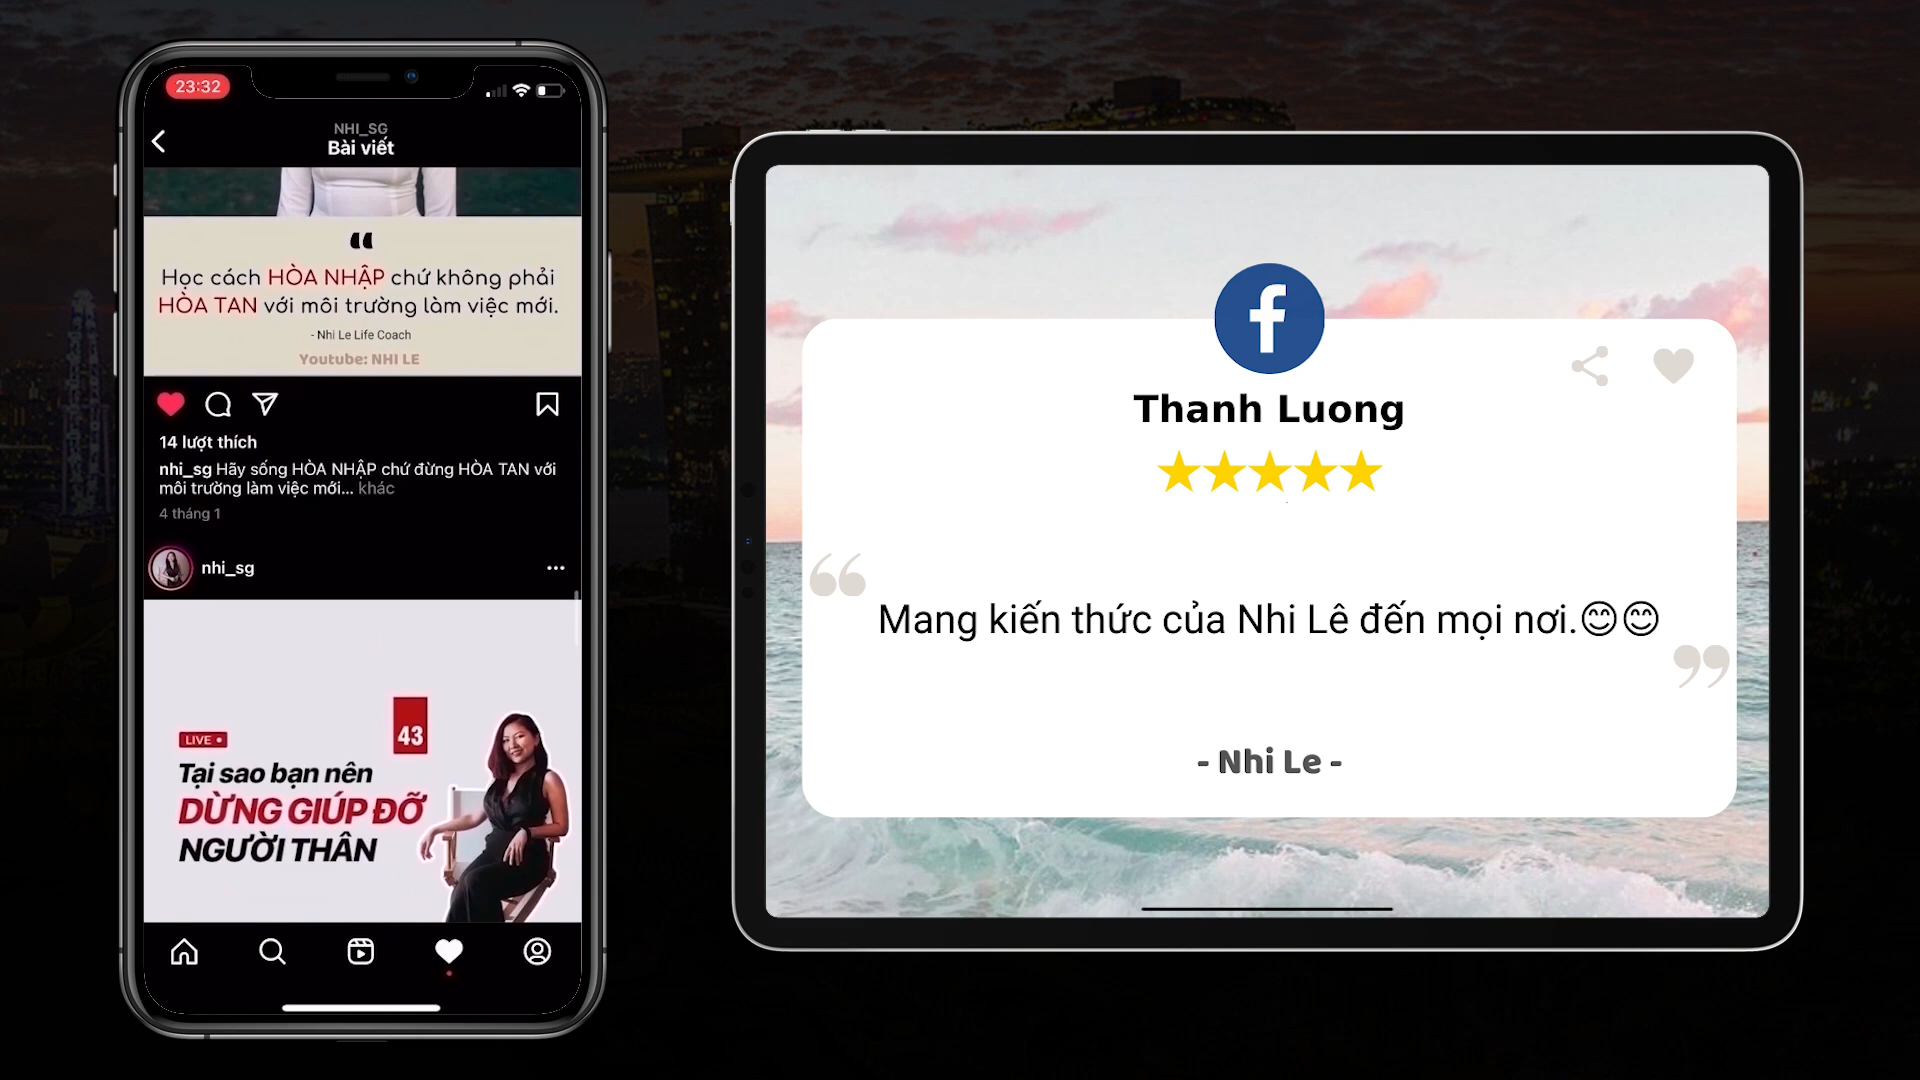 23:32
NHI_SG
Bài viết
“
Học cách HÒA NHẬP chứ không phải
HÒA TAN với môi trường làm việc mới.
- Nhi Le Life Coach
Youtube: NHI LE
14 lượt thích
nhi_sg Hãy sống HÒA NHẬP chứ đừng HÒA TAN với
môi trường làm việc mới... khác
4 tháng 1
nhi_sg
43
LIVE
Tại sao bạn nên
DỪNG GIÚP ĐỠ
NGƯỜI THÂN
f
Thanh Luong
★★★★★
“
Mang kiến thức của Nhi Lê đến mọi nơi.😊😊
”
- Nhi Le -